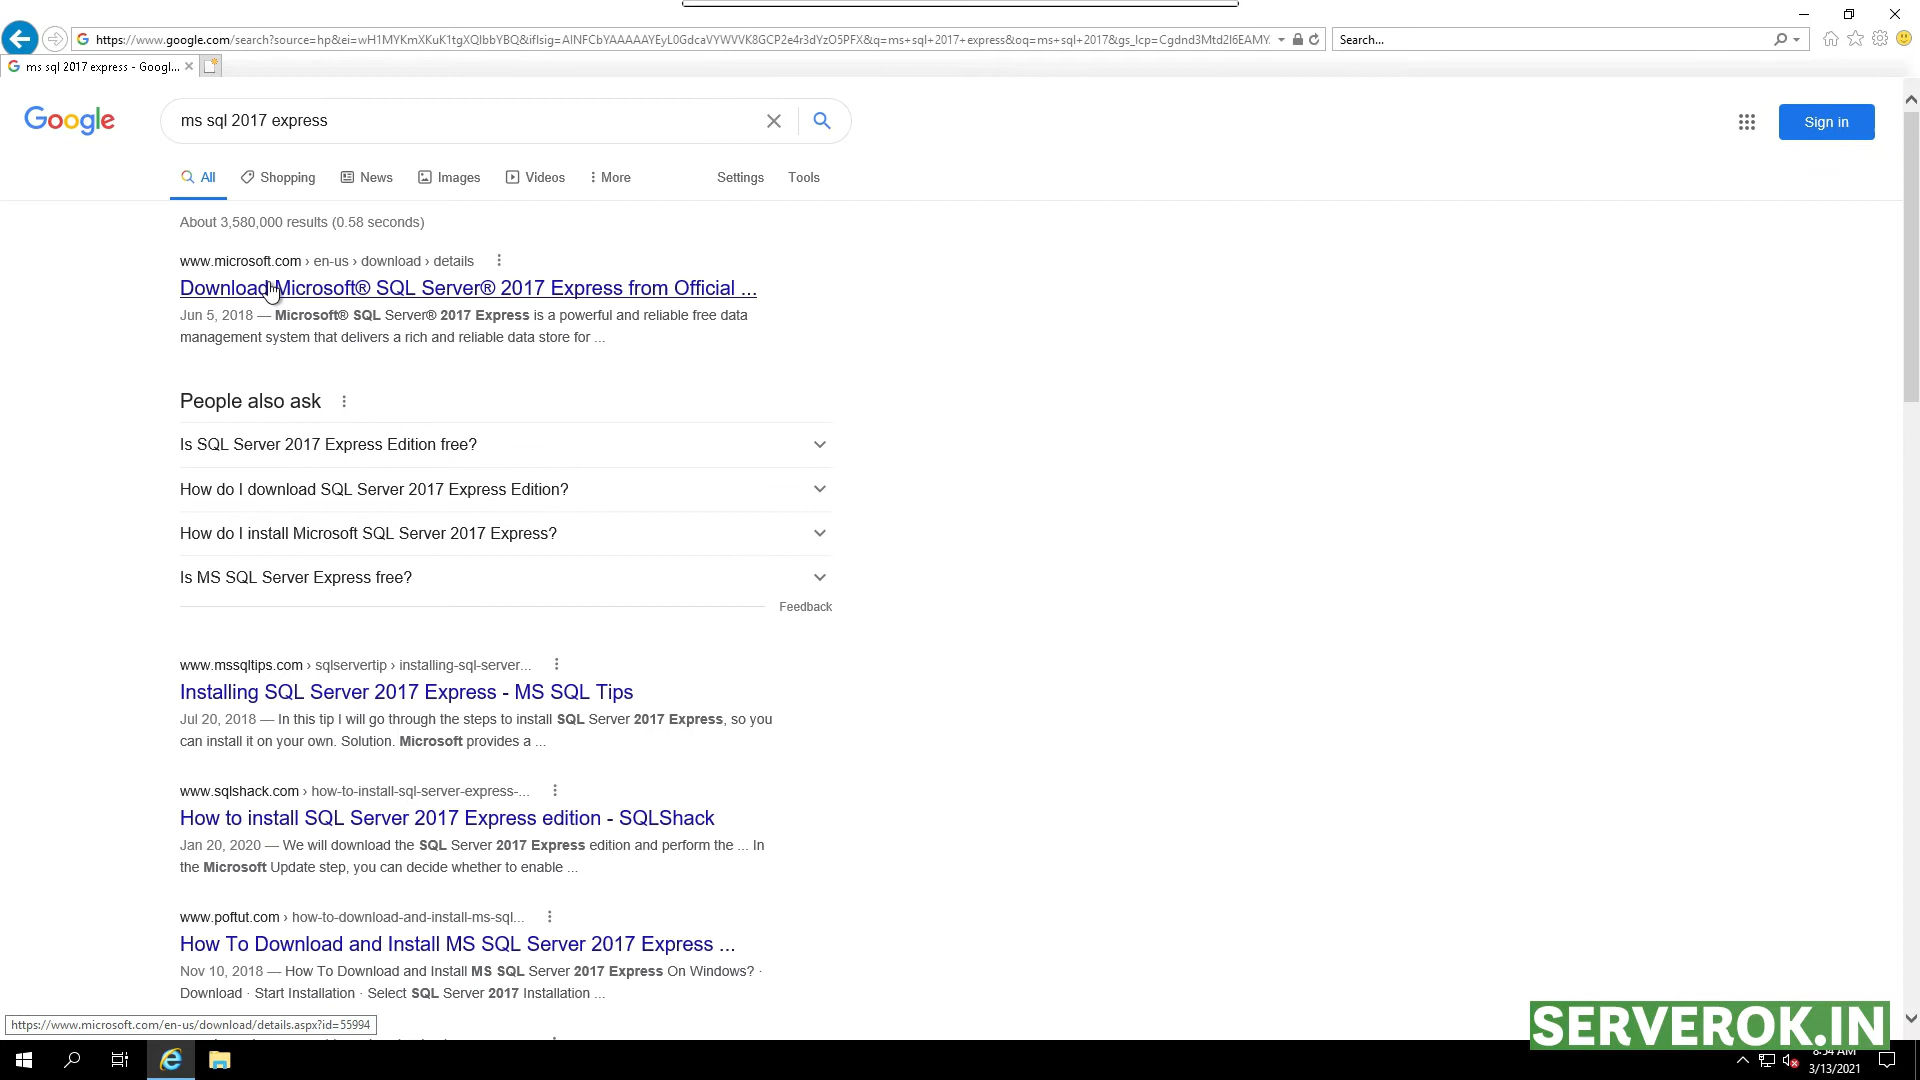 https://www.google.com/search?source=hp&ei=wH1MYKmXKuK1tgXQlbbYBQ&iflsig=AINFCbYAAAAAYEyL0GdcaVYWVVK8GCP2e4r3dYzO5PFX&q=ms+sql+2017+express&oq=ms+sql+2017&gs_lcp=Cgdnd3Mtd2l6EAMY.
Search...
ms sql 2017 express - Googl...
Google
ms sql 2017 express
Sign in
All
Shopping
News
Images
Videos
More
Settings
Tools
About 3,580,000 results (0.58 seconds)
www.microsoft.com › en-us › download › details
Download Microsoft® SQL Server® 2017 Express from Official ...
Jun 5, 2018 — Microsoft® SQL Server® 2017 Express is a powerful and reliable free data
management system that delivers a rich and reliable data store for ...
People also ask
Is SQL Server 2017 Express Edition free?
How do I download SQL Server 2017 Express Edition?
How do I install Microsoft SQL Server 2017 Express?
Is MS SQL Server Express free?
Feedback
www.mssqltips.com › sqlservertip › installing-sql-server...
Installing SQL Server 2017 Express - MS SQL Tips
Jul 20, 2018 — In this tip I will go through the steps to install SQL Server 2017 Express, so you
can install it on your own. Solution. Microsoft provides a ...
www.sqlshack.com › how-to-install-sql-server-express-...
How to install SQL Server 2017 Express edition - SQLShack
Jan 20, 2020 — We will download the SQL Server 2017 Express edition and perform the ... In
the Microsoft Update step, you can decide whether to enable ...
www.poftut.com › how-to-download-and-install-ms-sql...
How To Download and Install MS SQL Server 2017 Express ...
Nov 10, 2018 — How To Download and Install MS SQL Server 2017 Express On Windows? ·
Download · Start Installation · Select SQL Server 2017 Installation ...
https://www.microsoft.com/en-us/download/details.aspx?id=55994
SERVEROK.IN
8:54 AM
3/13/2021